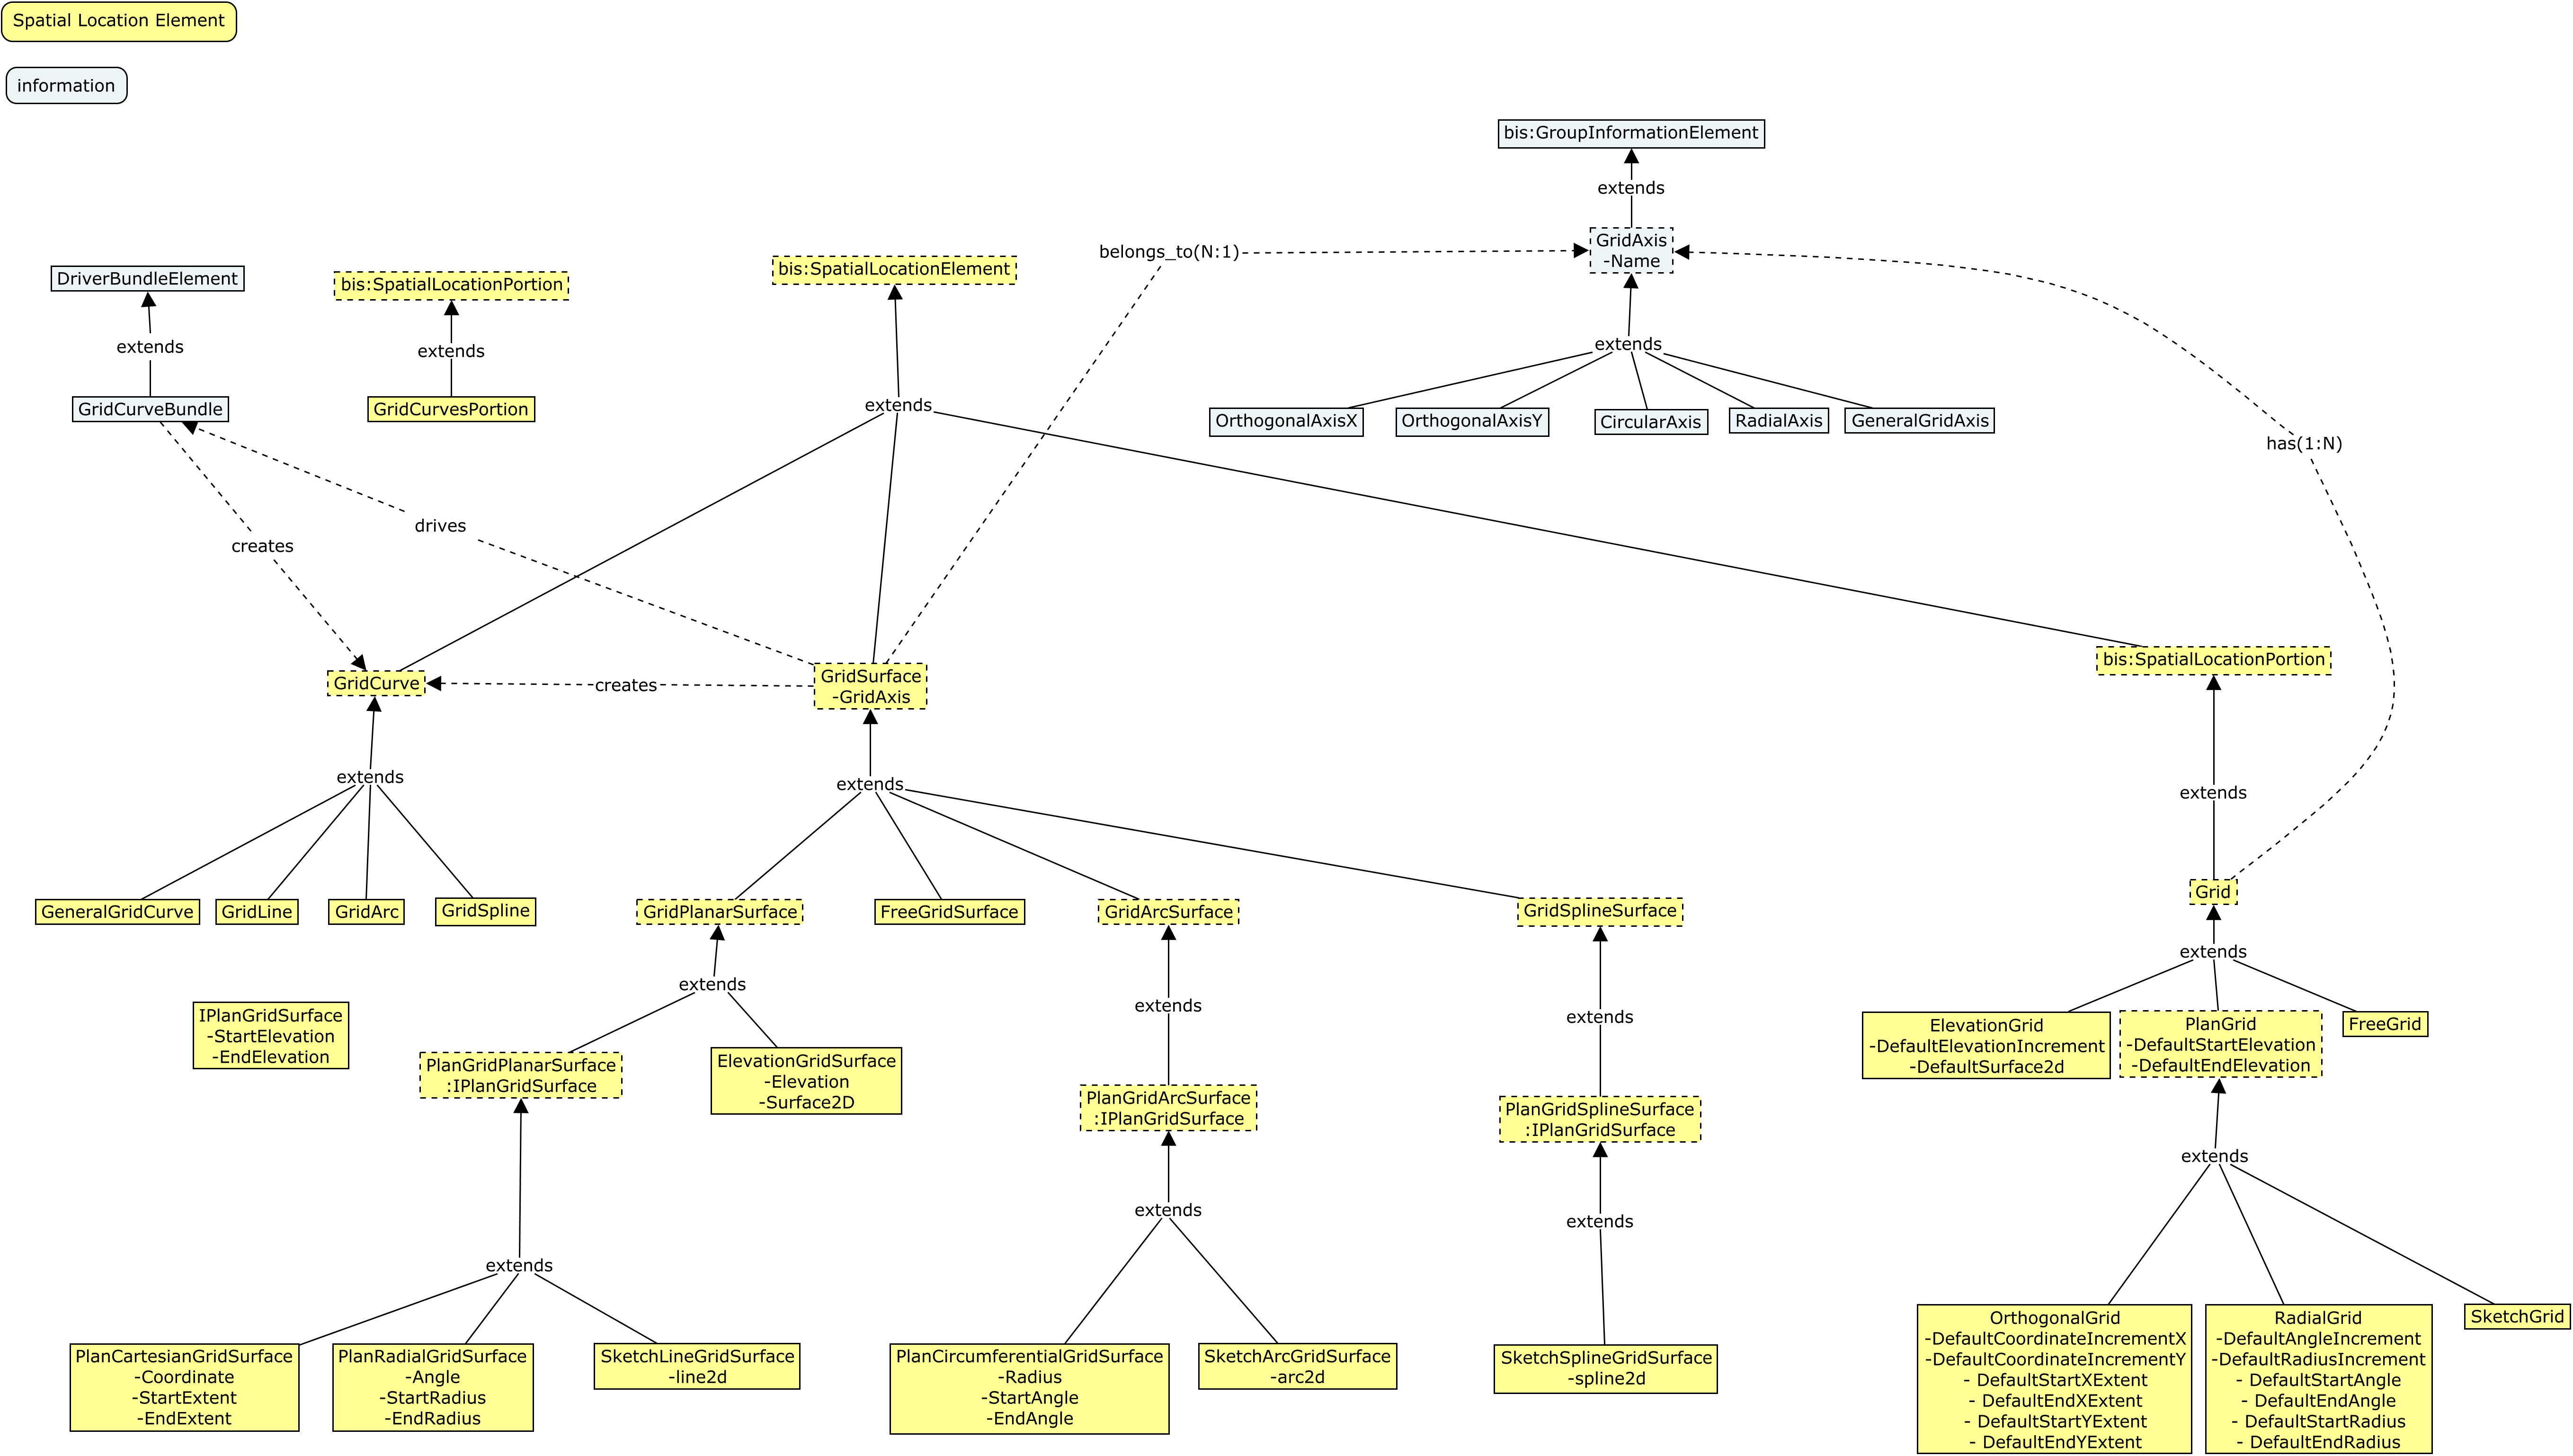 Spatial Location Element
information
bis:GroupInformationElement
extends
GridAxis
-Name
belongs_to(N:1)
DriverBundleElement
bis:SpatialLocationPortion
bis:SpatialLocationElement
extends
extends
extends
GridCurveBundle
GridCurvesPortion
extends
OrthogonalAxisX
OrthogonalAxisY
CircularAxis
RadialAxis
GeneralGridAxis
has(1:N)
drives
creates
GridCurve
creates
GridSurface
-GridAxis
bis:SpatialLocationPortion
extends
extends
extends
GeneralGridCurve
GridLine
GridArc
GridSpline
GridPlanarSurface
FreeGridSurface
GridArcSurface
GridSplineSurface
Grid
extends
extends
extends
extends
IPlanGridSurface
-StartElevation
-EndElevation
PlanGridPlanarSurface
:IPlanGridSurface
ElevationGridSurface
-Elevation
-Surface2D
PlanGridArcSurface
:IPlanGridSurface
PlanGridSplineSurface
:IPlanGridSurface
ElevationGrid
-DefaultElevationIncrement
-DefaultSurface2d
PlanGrid
-DefaultStartElevation
-DefaultEndElevation
FreeGrid
extends
extends
extends
extends
PlanCartesianGridSurface
-Coordinate
-StartExtent
-EndExtent
PlanRadialGridSurface
-Angle
-StartRadius
-EndRadius
SketchLineGridSurface
-line2d
PlanCircumferentialGridSurface
-Radius
-StartAngle
-EndAngle
SketchArcGridSurface
-arc2d
SketchSplineGridSurface
-spline2d
OrthogonalGrid
-DefaultCoordinateIncrementX
-DefaultCoordinateIncrementY
- DefaultStartXExtent
- DefaultEndXExtent
- DefaultStartYExtent
- DefaultEndYExtent
RadialGrid
-DefaultAngleIncrement
-DefaultRadiusIncrement
- DefaultStartAngle
- DefaultEndAngle
- DefaultStartRadius
- DefaultEndRadius
SketchGrid